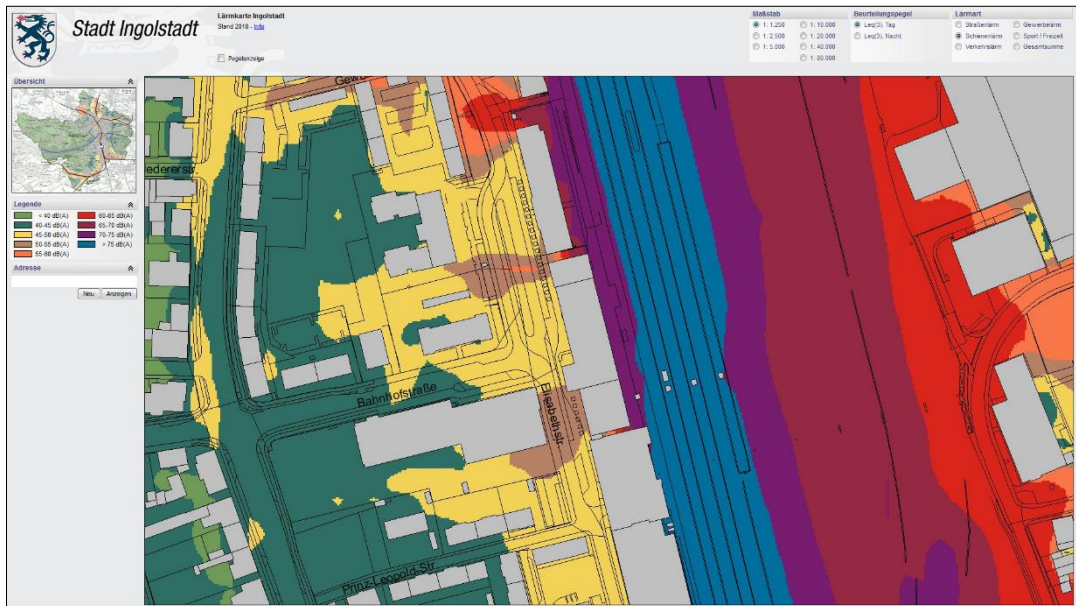 Stadt Ingolstadt
Lärmkarte Ingolstadt
Stand 2018 - Info
Pegelanzeige
Maßstab
1: 1.250
1: 10.000
1: 2.500
1: 20.000
1: 5.000
1: 40.000
1: 80.000
Beurteilungspegel
Leq(3), Tag
Leq(3), Nacht
Lärmart
Straßenlärm
Gewerbelärm
Schienenlärm
Sport / Freizeit
Verkehrslärm
Gesamtsumme
Übersicht
Legende
< 40 dB(A)
60-65 dB(A)
40-45 dB(A)
65-70 dB(A)
45-50 dB(A)
70-75 dB(A)
50-55 dB(A)
> 75 dB(A)
55-60 dB(A)
Adresse
Neu
Anzeigen
Gewe
iedererstr.
Bahnhofstraße
Elisabethstr.
Prinz-Leopold-Str.